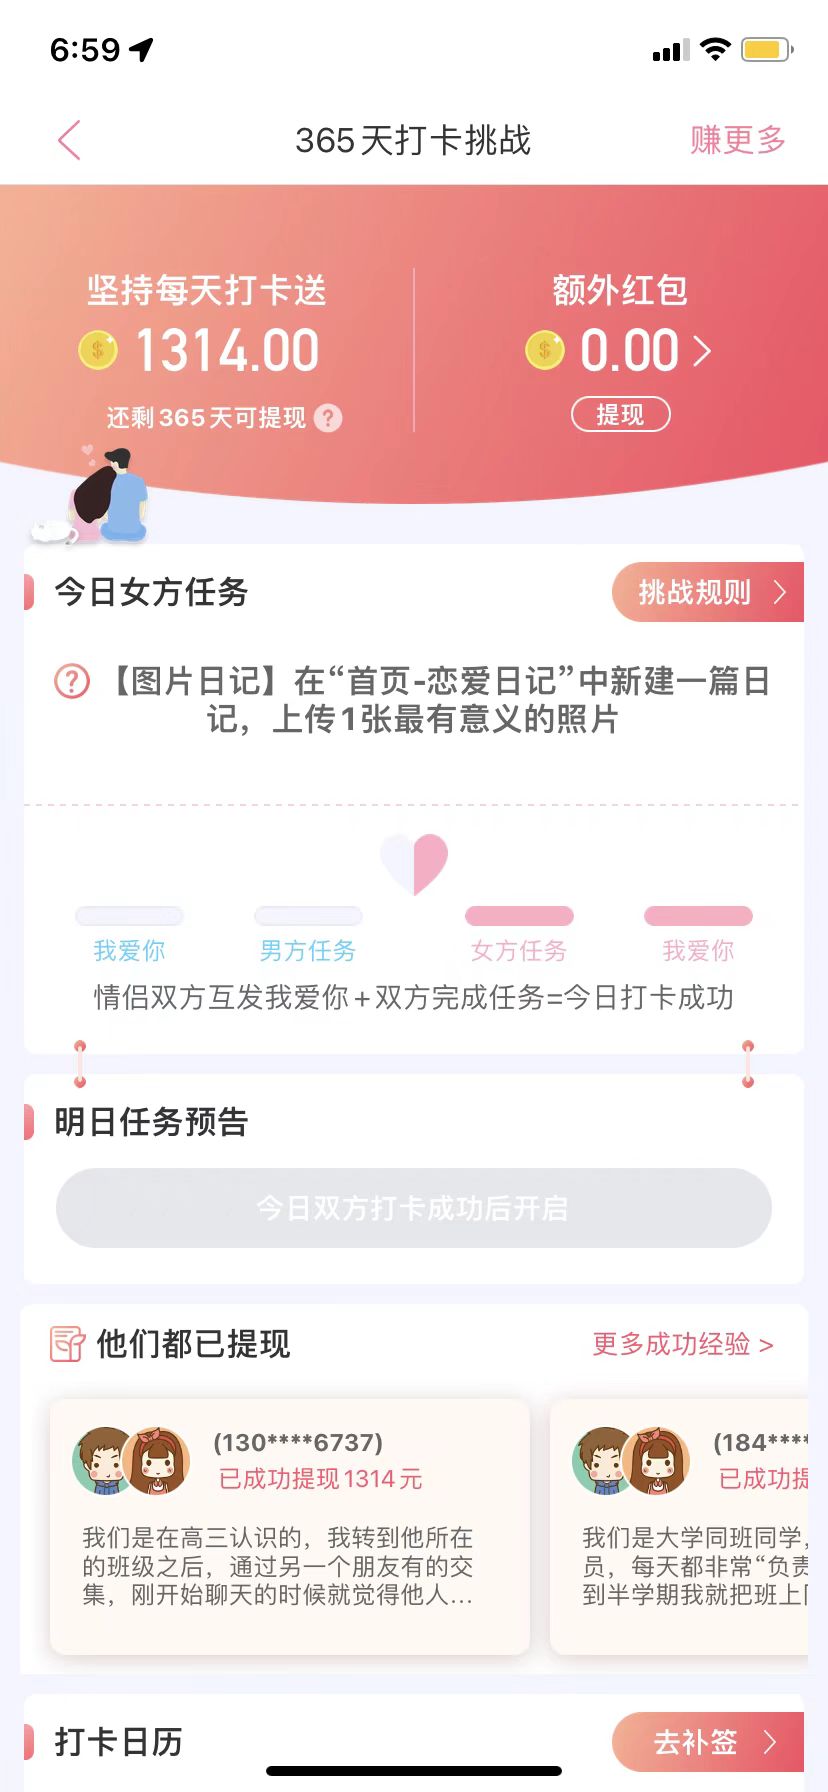 6:59
365天打卡挑战
赚更多
坚持每天打卡送
1314.00
还剩365天可提现 ?
额外红包
0.00
提现
今日女方任务
挑战规则
【图片日记】在“首页-恋爱日记”中新建一篇日
记，上传1张最有意义的照片
我爱你
男方任务
女方任务
我爱你
情侣双方互发我爱你+双方完成任务=今日打卡成功
明日任务预告
今日双方打卡成功后开启
他们都已提现
更多成功经验 >
(130****6737)
已成功提现1314元
我们是在高三认识的，我转到他所在
的班级之后，通过另一个朋友有的交
集，刚开始聊天的时候就觉得他人...
(184****
已成功提
我们是大学同班同学，
员，每天都非常“负责
到半学期我就把班上
打卡日历
去补签